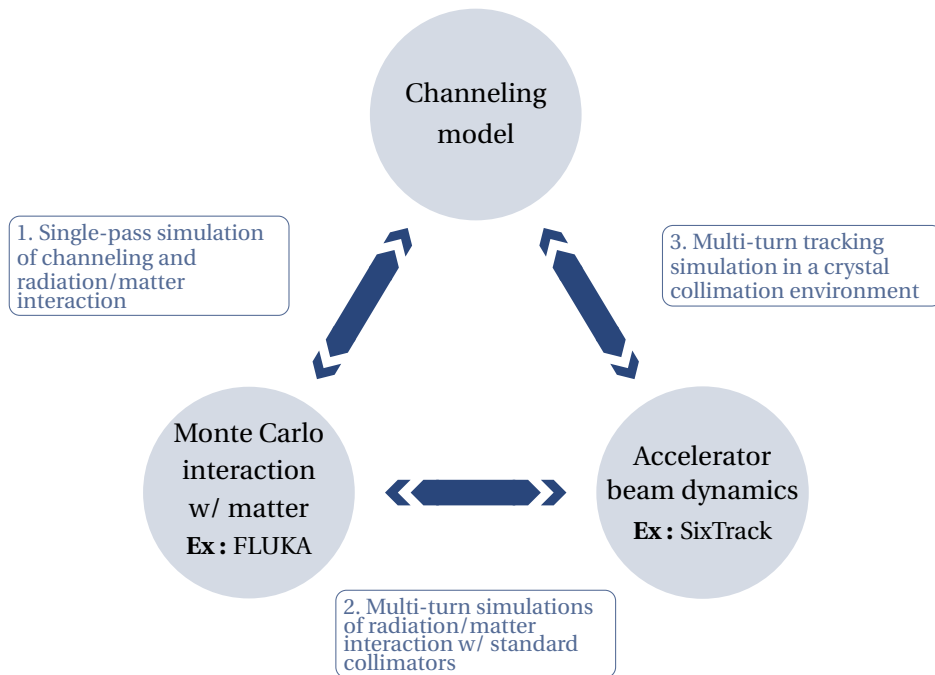 Channeling
model
1. Single-pass simulation
of channeling and
radiation/matter
interaction
3. Multi-turn tracking
simulation in a crystal
collimation environment
Monte Carlo
interaction
w/ matter
Ex : FLUKA
Accelerator
beam dynamics
Ex : SixTrack
2. Multi-turn simulations
of radiation/matter
interaction w/ standard
collimators